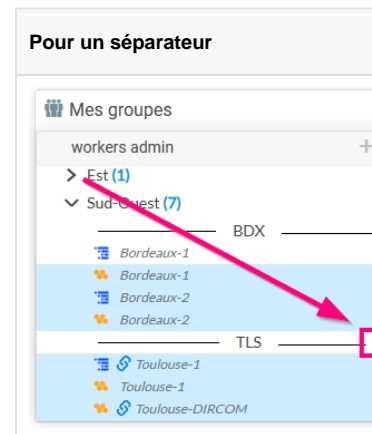 Pour un séparateur
Mes groupes
workers admin +
Est (1)
Sud-Ouest (7)
BDX
Bordeaux-1
Bordeaux-1
Bordeaux-2
Bordeaux-2
TLS
Toulouse-1
Toulouse-1
Toulouse-DIRCOM